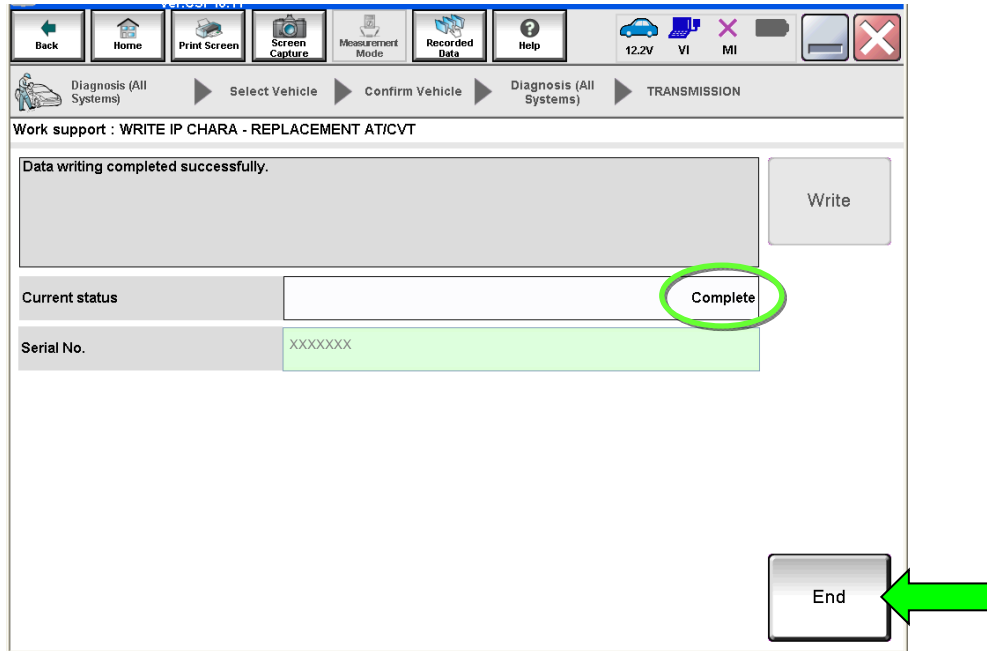 Back
Home
Print Screen
Screen
Capture
Measurement
Mode
Recorded
Data
Help
12.2V
VI
MI
Diagnosis (All
Systems)
Select Vehicle
Confirm Vehicle
Diagnosis (All
Systems)
TRANSMISSION
Work support : WRITE IP CHARA - REPLACEMENT AT/CVT
Data writing completed successfully.
Write
Current status
Complete
Serial No.
XXXXXXX
End